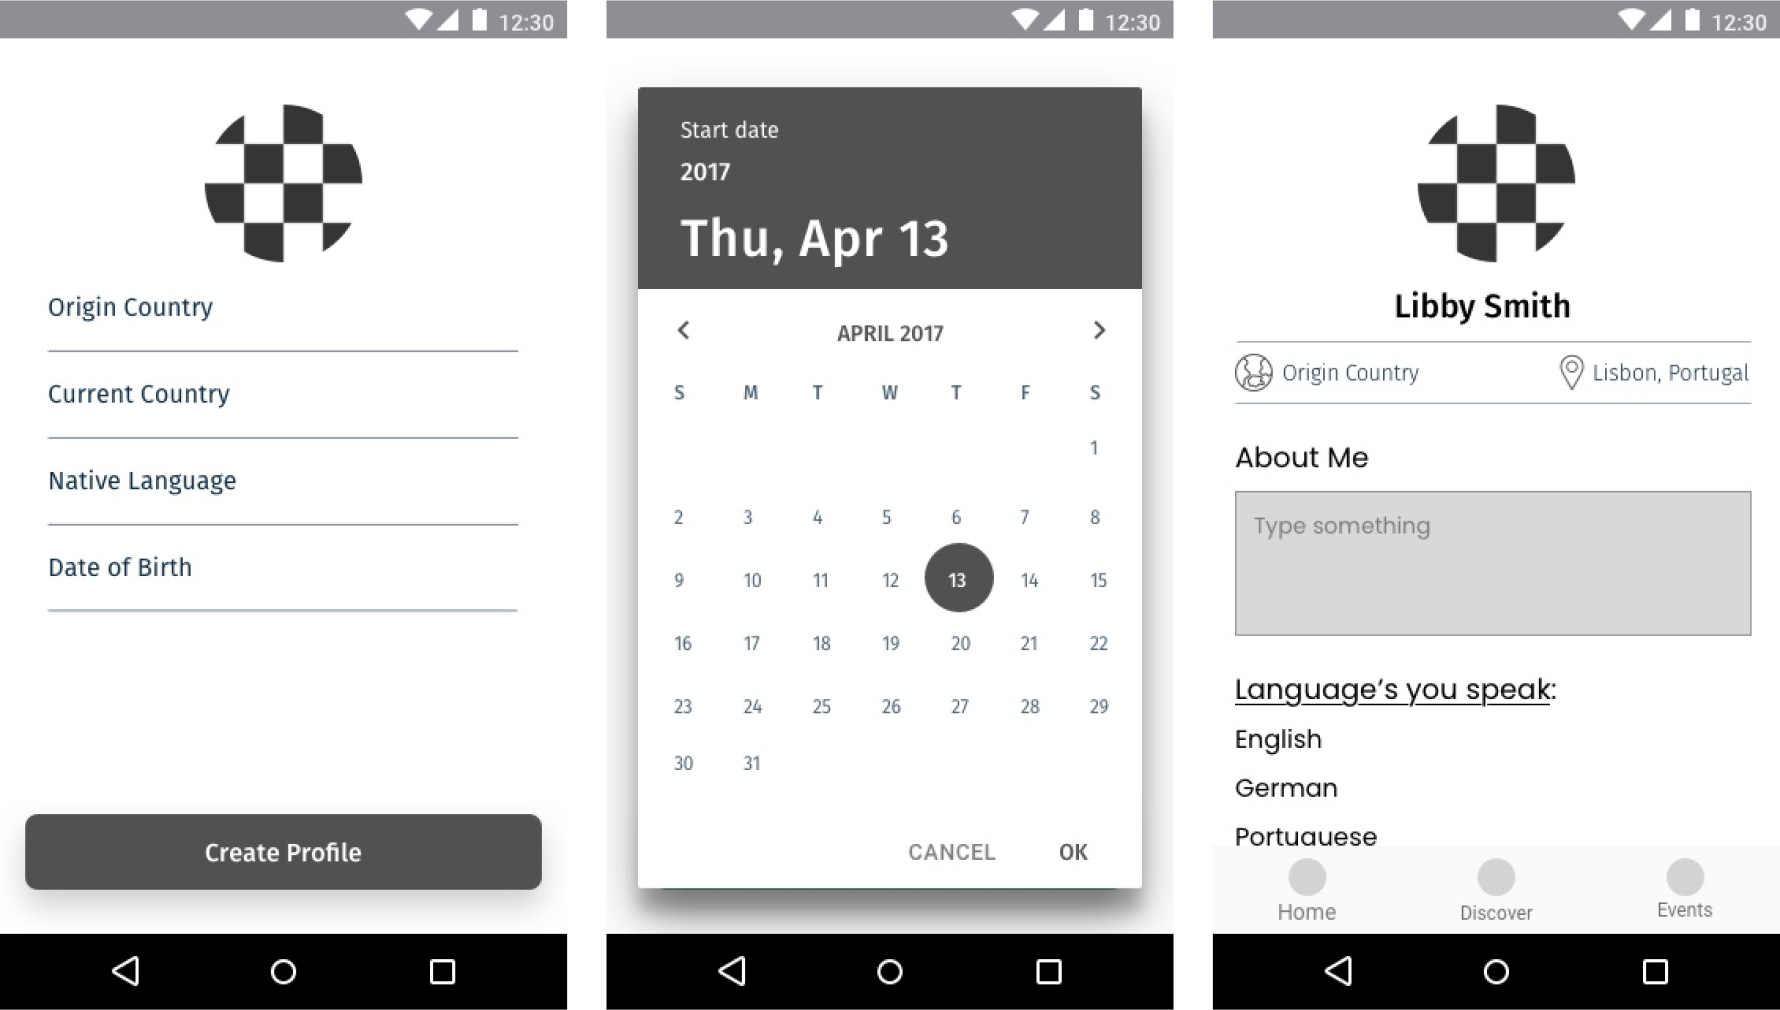 12:30
Origin Country
Current Country
Native Language
Date of Birth
Create Profile
12:30
Start date
2017
Thu, Apr 13
APRIL 2017
S M T W T F S
1
2 3 4 5 6 7 8
9 10 11 12 13 14 15
16 17 18 19 20 21 22
23 24 25 26 27 28 29
30 31
CANCEL OK
12:30
Libby Smith
Origin Country Lisbon, Portugal
About Me
Type something
Language’s you speak:
English
German
Portuguese
Home Discover Events